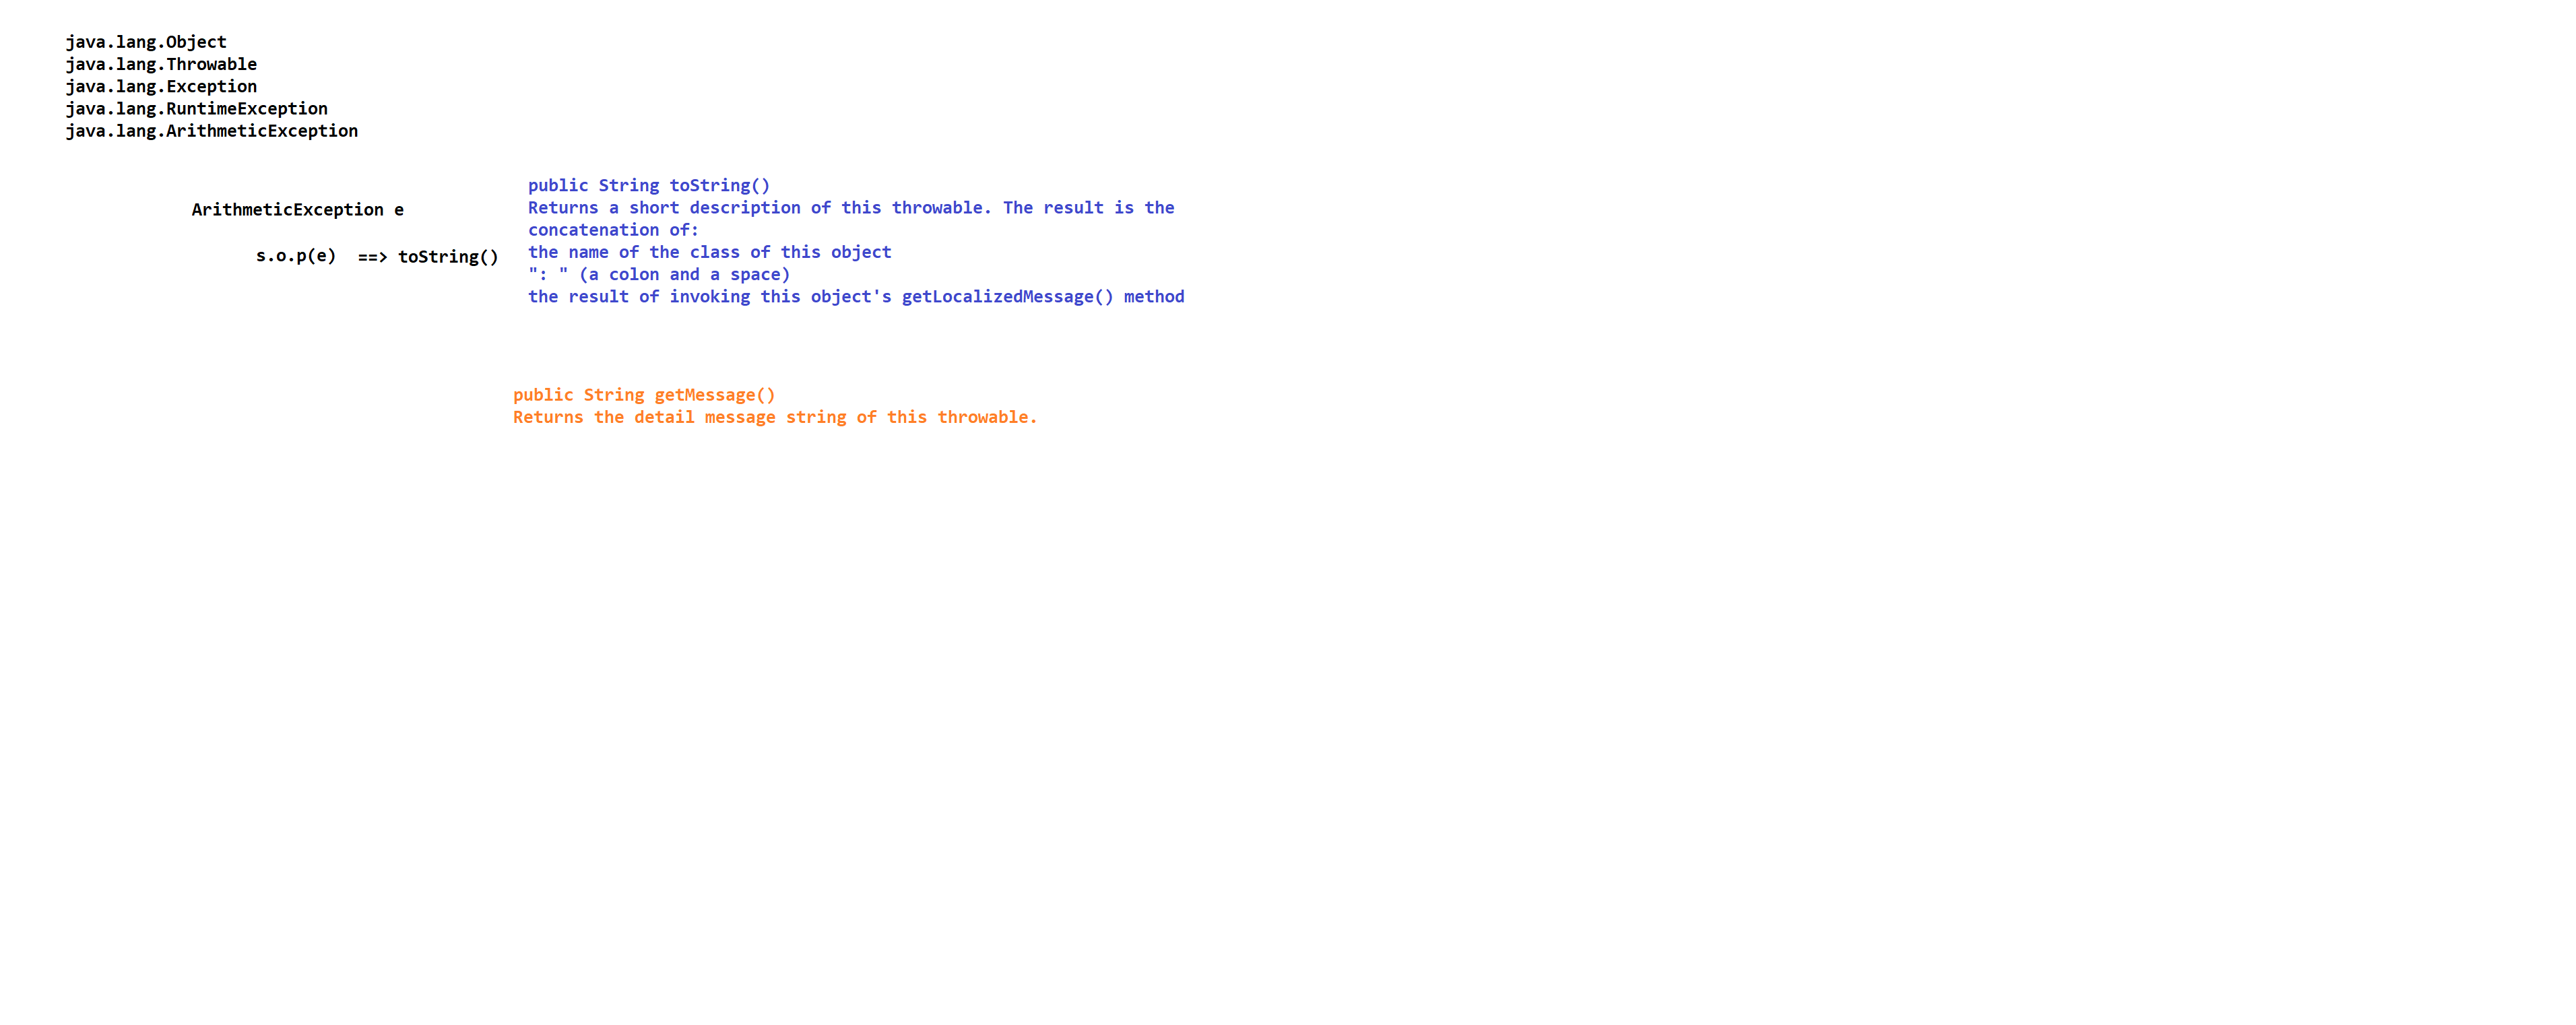 java.lang.Object
java.lang.Throwable
java.lang.Exception
java.lang.RuntimeException
java.lang.ArithmeticException
ArithmeticException e
s.o.p(e) ==> toString()
public String toString()
Returns a short description of this throwable. The result is the
concatenation of:
the name of the class of this object
": " (a colon and a space)
the result of invoking this object's getLocalizedMessage() method
public String getMessage()
Returns the detail message string of this throwable.